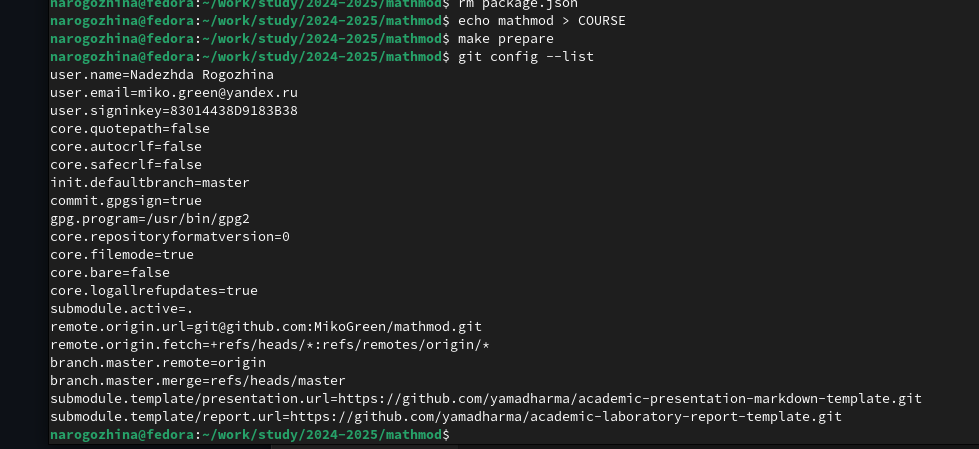 narogozhina@fedora:~/work/study/2024-2025/mathmod$ rm package.json
narogozhina@fedora:~/work/study/2024-2025/mathmod$ echo mathmod > COURSE
narogozhina@fedora:~/work/study/2024-2025/mathmod$ make prepare
narogozhina@fedora:~/work/study/2024-2025/mathmod$ git config --list
user.name=Nadezhda Rogozhina
user.email=miko.green@yandex.ru
user.signinkey=83014438D9183B38
core.quotepath=false
core.autocrlf=false
core.safecrlf=false
init.defaultbranch=master
commit.gpgsign=true
gpg.program=/usr/bin/gpg2
core.repositoryformatversion=0
core.filemode=true
core.bare=false
core.logallrefupdates=true
submodule.active=.
remote.origin.url=git@github.com:MikoGreen/mathmod.git
remote.origin.fetch=+refs/heads/*:refs/remotes/origin/*
branch.master.remote=origin
branch.master.merge=refs/heads/master
submodule.template/presentation.url=https://github.com/yamadharma/academic-presentation-markdown-template.git
submodule.template/report.url=https://github.com/yamadharma/academic-laboratory-report-template.git
narogozhina@fedora:~/work/study/2024-2025/mathmod$